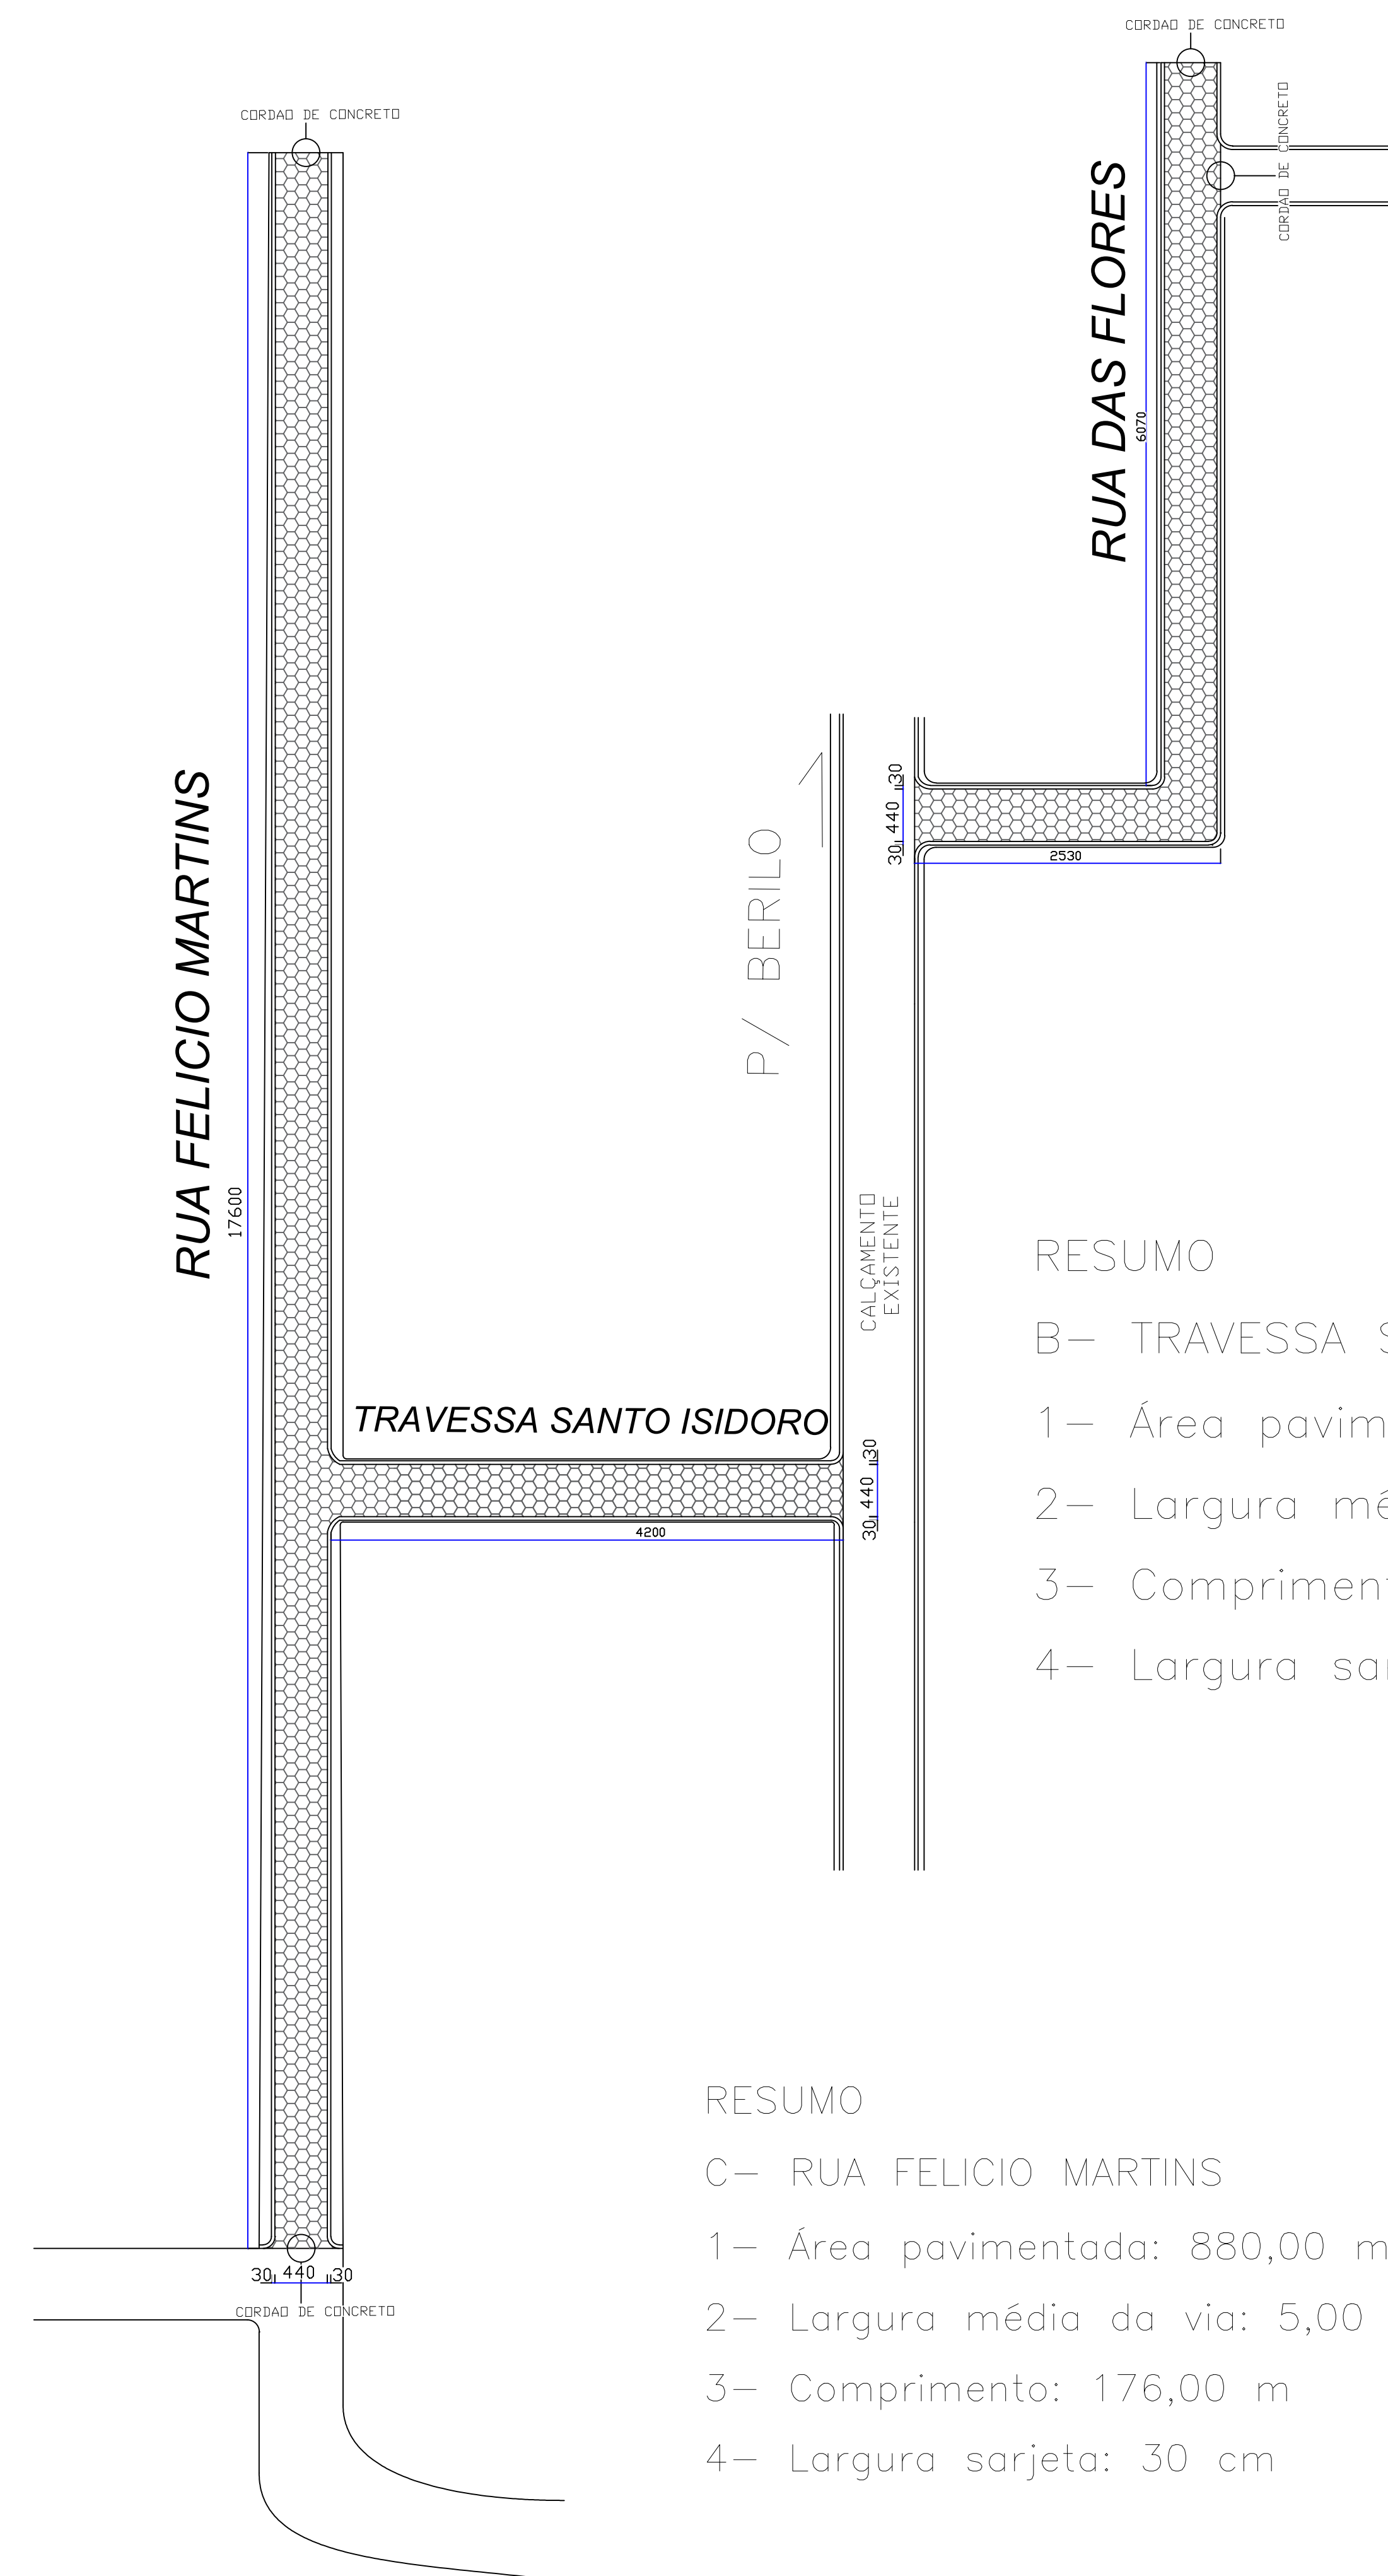 CORDAO DE CONCRETO
CORDAO DE CONCRETO
CORDAO DE CONCRETO
RUA DAS FLORES
6070
RUA FELICIO MARTINS
17600
P/ BERILO
30
440
30
2530
CALÇAMENTO
EXISTENTE
TRAVESSA SANTO ISIDORO
30
440
30
4200
RESUMO
B- TRAVESSA S
1- Área pavim
2- Largura mé
3- Compriment
4- Largura sar
30 440 30
CORDAO DE CONCRETO
RESUMO
C- RUA FELICIO MARTINS
1- Área pavimentada: 880,00 m
2- Largura média da via: 5,00
3- Comprimento: 176,00 m
4- Largura sarjeta: 30 cm